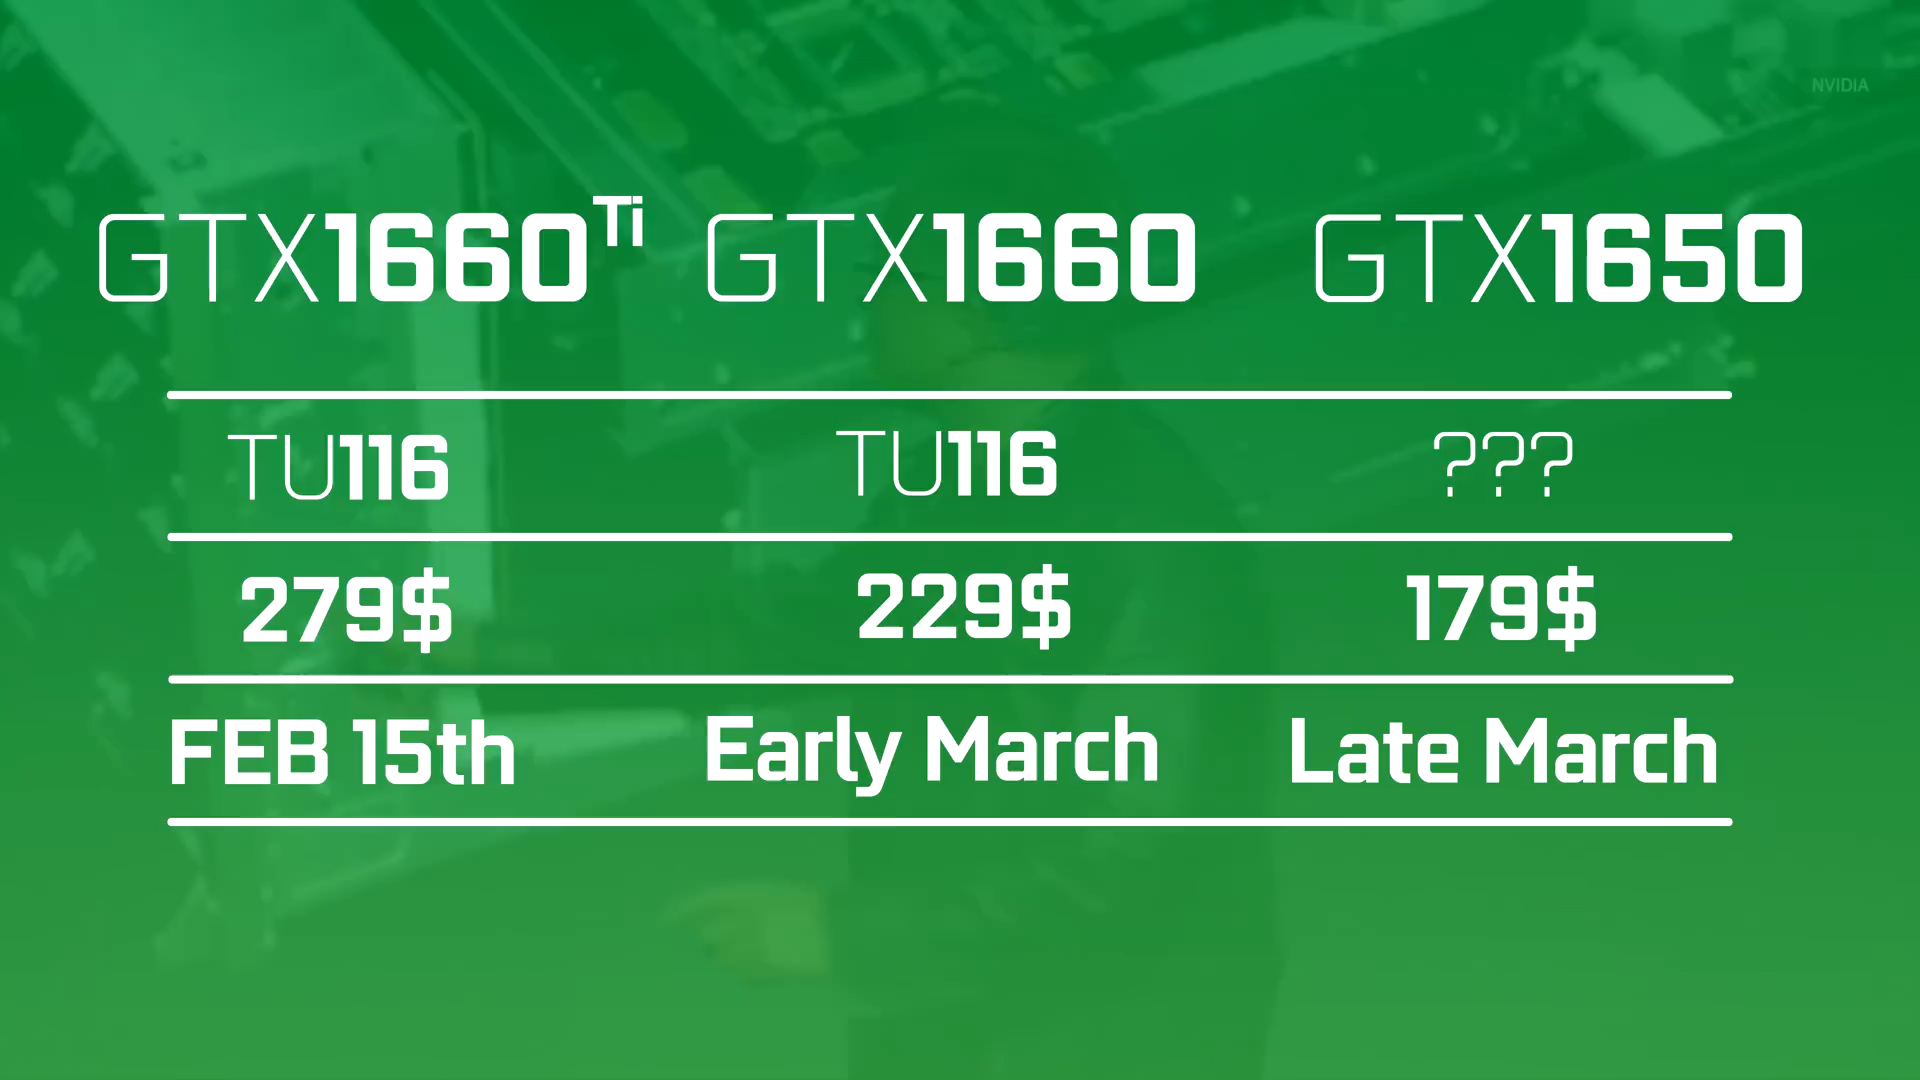 NVIDIA
GTX1660Ti GTX1660 GTX1650
TU116 TU116 ???
279$ 229$ 179$
FEB 15th Early March Late March